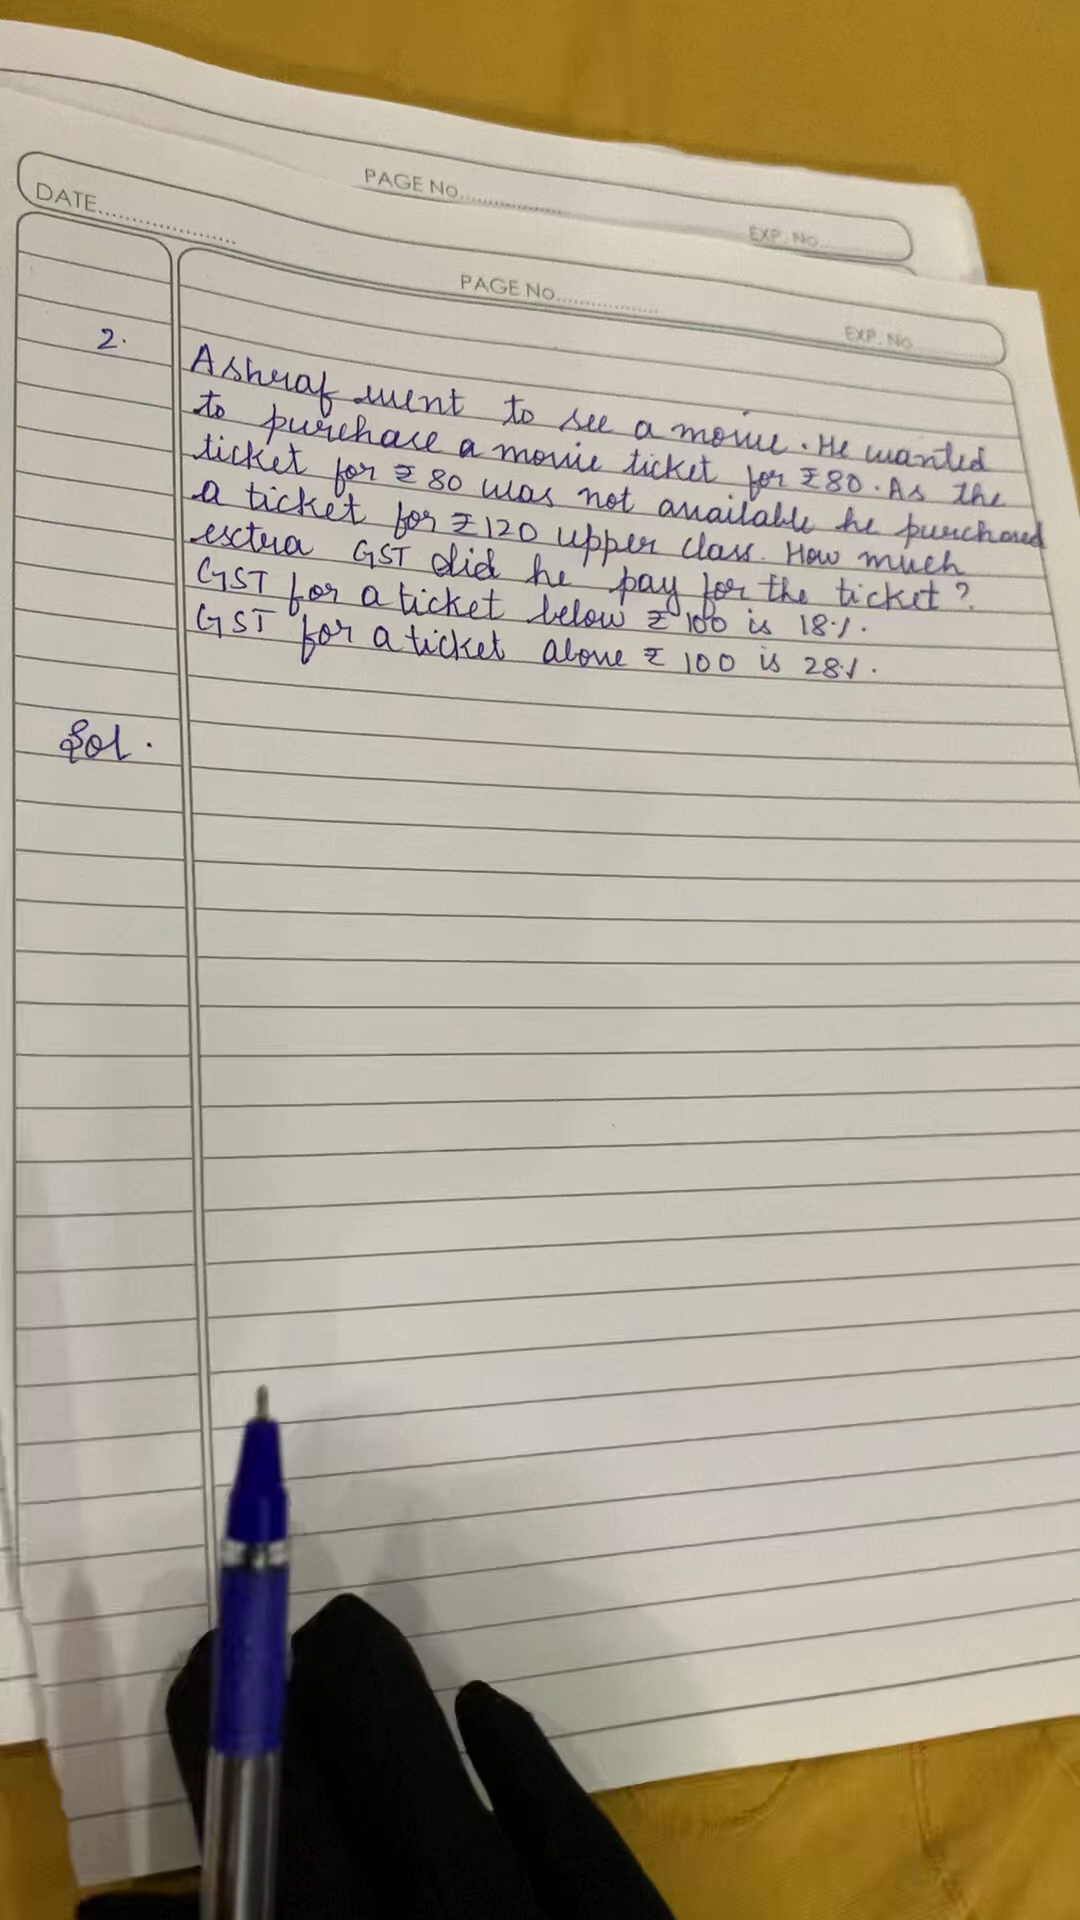 PAGE No.
EXP. No.
DATE
PAGE No.
EXP. No.
2.
Ashraf went to see a movie. He wanted
to purchase a movie ticket for ₹80. As the
ticket for ₹80 was not available he purchased
a ticket for ₹120 upper class. How much
extra GST did he pay for the ticket?
GST for a ticket below ₹100 is 18%.
GST for a ticket above ₹100 is 28%.
Sol.